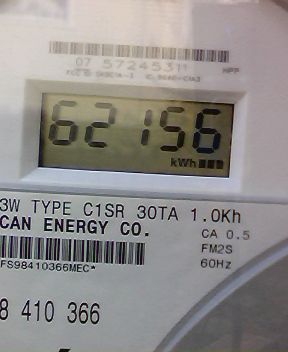 07 57245311
62156
kWh
3W TYPE C1SR 30TA 1.0Kh
CAN ENERGY CO.
CA 0.5
FM2S
FS98410366MEC*
60Hz
8 410 366